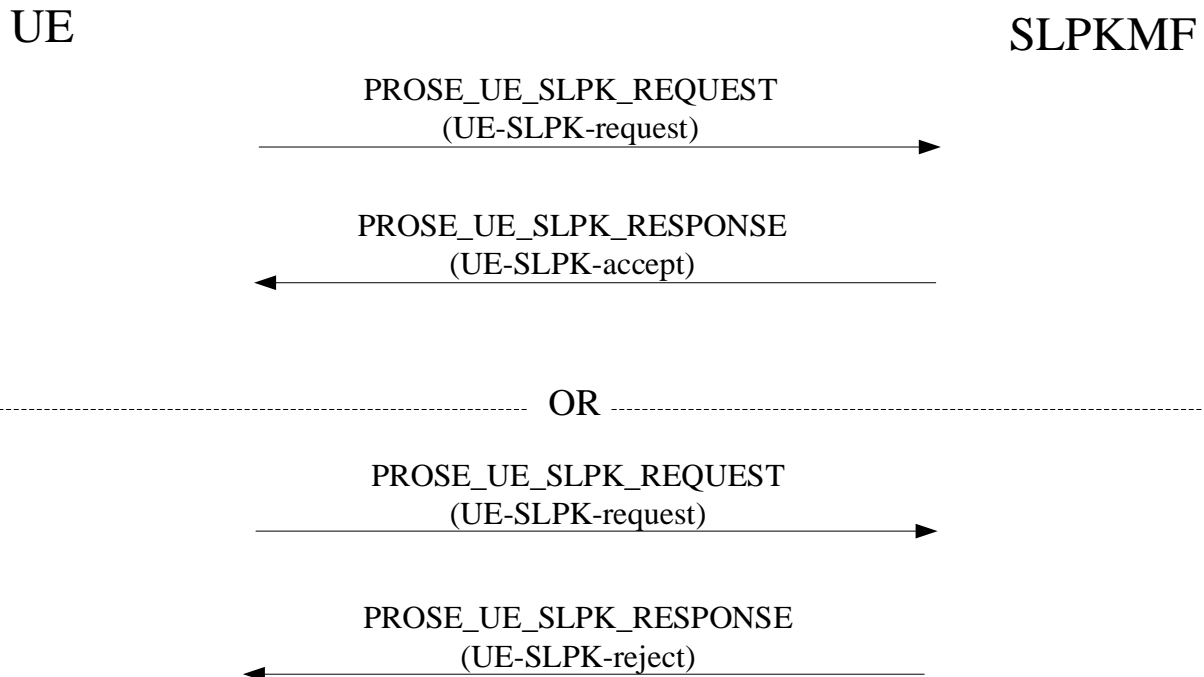 UE
SLPKMF
PROSE_UE_SLPK_REQUEST
(UE-SLPK-request)
PROSE_UE_SLPK_RESPONSE
(UE-SLPK-accept)
OR
PROSE_UE_SLPK_REQUEST
(UE-SLPK-request)
PROSE_UE_SLPK_RESPONSE
(UE-SLPK-reject)